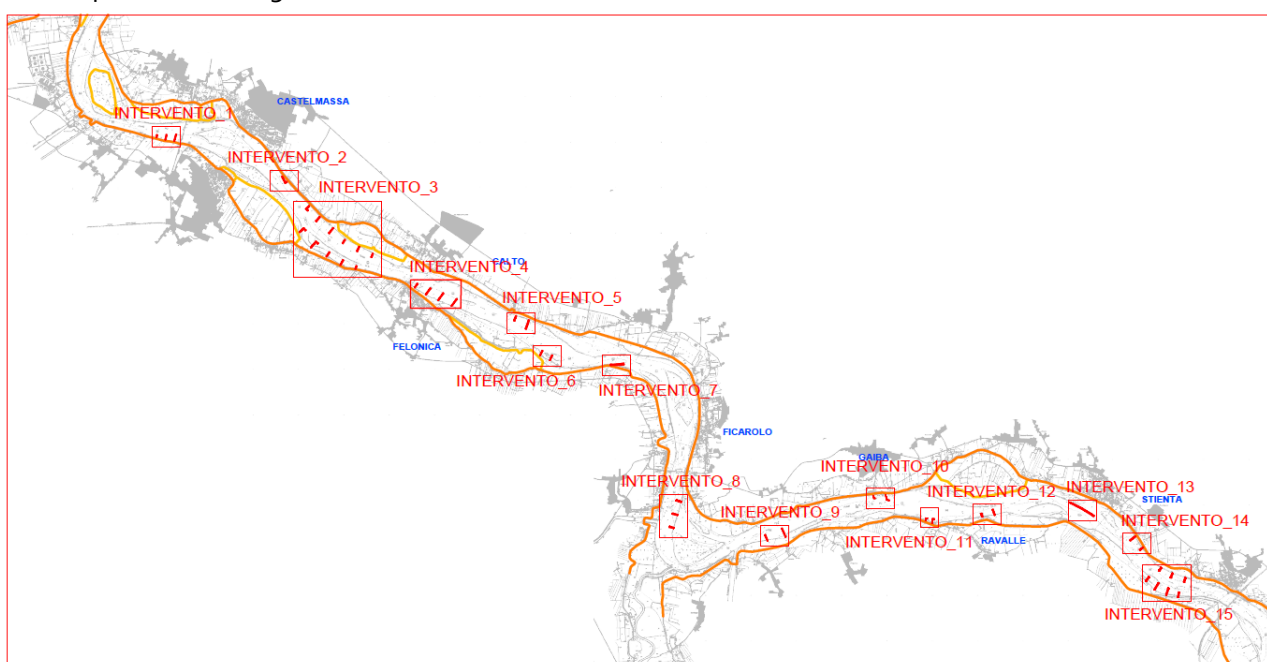 CASTELMASSA
INTERVENTO_1
INTERVENTO_2
INTERVENTO_3
CALTO
INTERVENTO_4
INTERVENTO_5
FELONICA
INTERVENTO_6
INTERVENTO_7
FICAROLO
GAIBA
INTERVENTO_10
INTERVENTO_8
INTERVENTO_12
INTERVENTO_13
STIENTA
INTERVENTO_9
INTERVENTO_14
INTERVENTO_11
RAVALLE
INTERVENTO_15